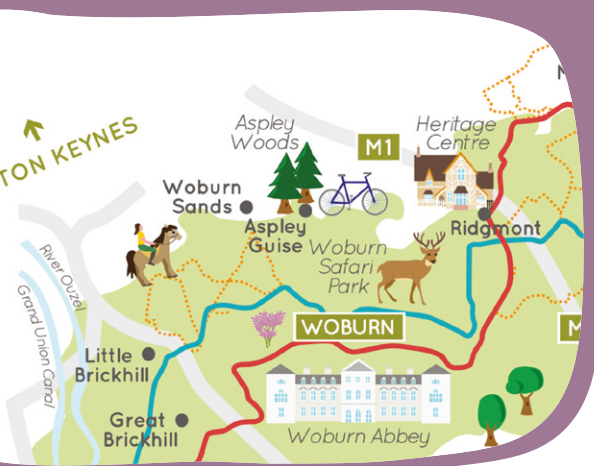 TON KEYNES
Aspley
Woods
M1
Heritage
Centre
Woburn
Sands
Aspley
Guise
Ridgmont
Woburn
Safari
Park
River Ouzel
Grand Union Canal
WOBURN
M
Little
Brickhill
Great
Brickhill
Woburn Abbey